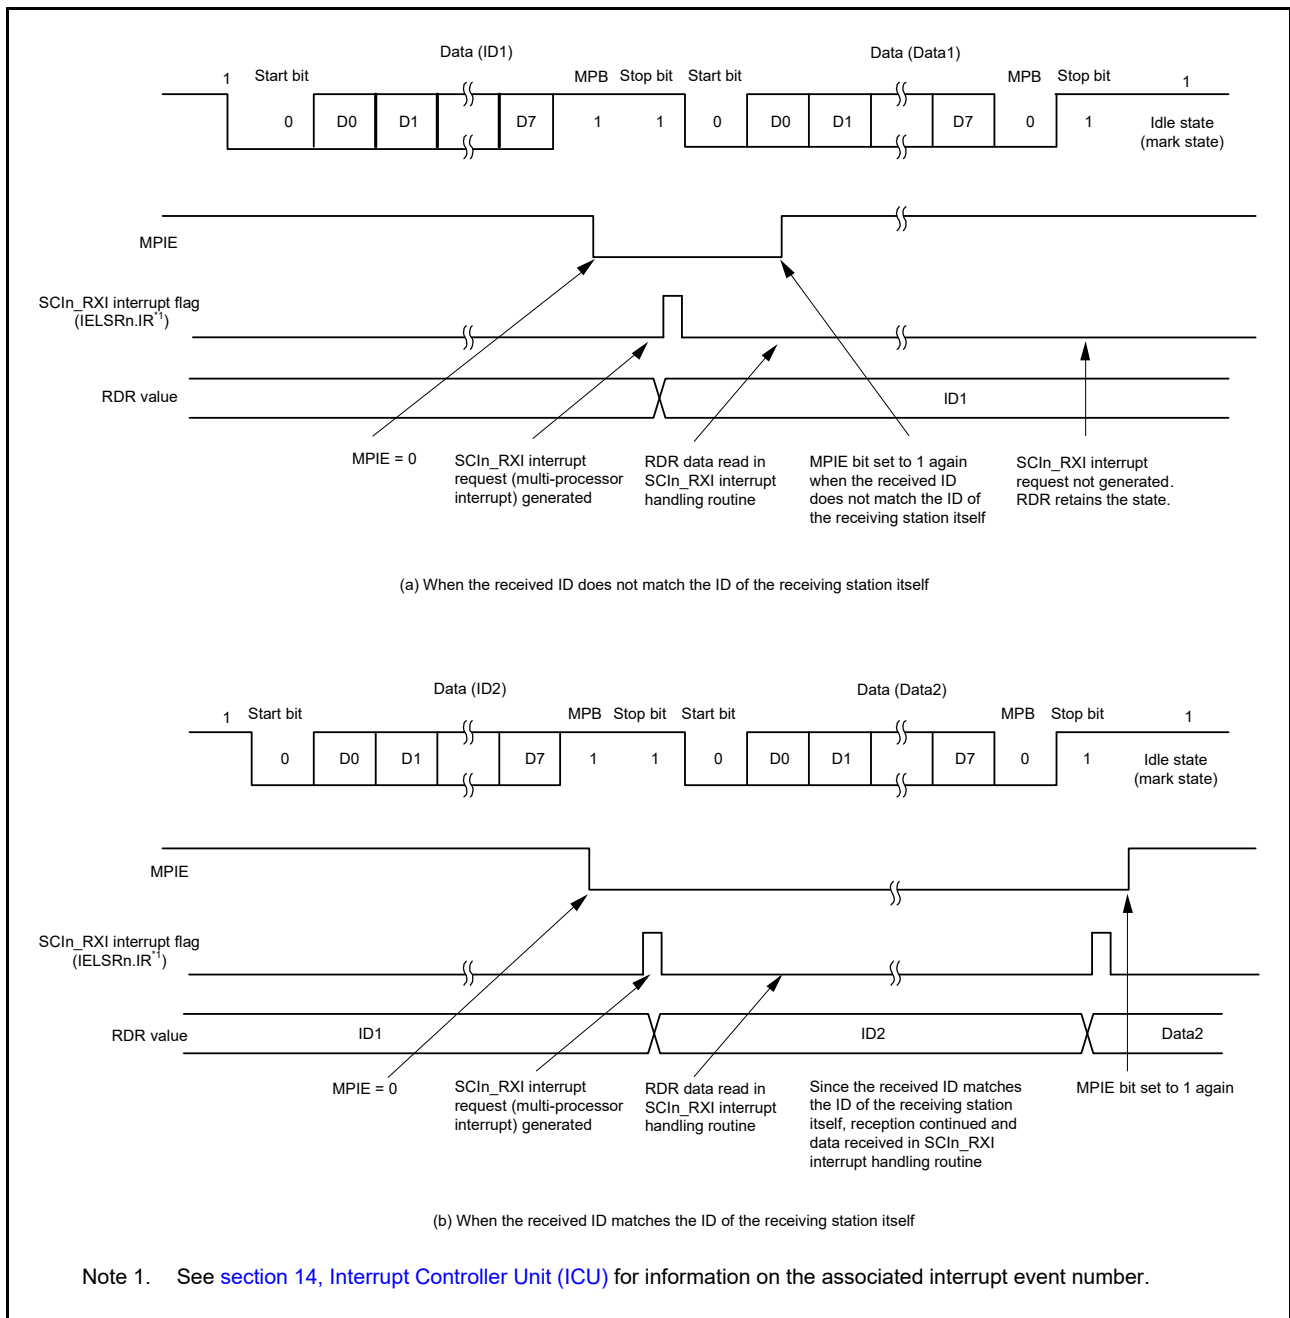 Data (ID1) Data (Data1)
1 Start bit MPB Stop bit Start bit MPB Stop bit 1
0 D0 D1 D7 1 1 0 D0 D1 D7 0 1 Idle state
(mark state)
MPIE
SCIn_RXI interrupt flag
(IELSRn.IR*1)
RDR value ID1
MPIE = 0
SCIn_RXI interrupt
request (multi-processor
interrupt) generated
RDR data read in
SCIn_RXI interrupt
handling routine
MPIE bit set to 1 again
when the received ID
does not match the ID of
the receiving station itself
SCIn_RXI interrupt
request not generated.
RDR retains the state.
(a) When the received ID does not match the ID of the receiving station itself
Data (ID2) Data (Data2)
1 Start bit MPB Stop bit Start bit MPB Stop bit 1
0 D0 D1 D7 1 1 0 D0 D1 D7 0 1 Idle state
(mark state)
MPIE
SCIn_RXI interrupt flag
(IELSRn.IR*1)
RDR value ID1 ID2 Data2
MPIE = 0
SCIn_RXI interrupt
request (multi-processor
interrupt) generated
RDR data read in
SCIn_RXI interrupt
handling routine
Since the received ID matches
the ID of the receiving station
itself, reception continued and
data received in SCIn_RXI
interrupt handling routine
MPIE bit set to 1 again
(b) When the received ID matches the ID of the receiving station itself
Note 1. See section 14, Interrupt Controller Unit (ICU) for information on the associated interrupt event number.